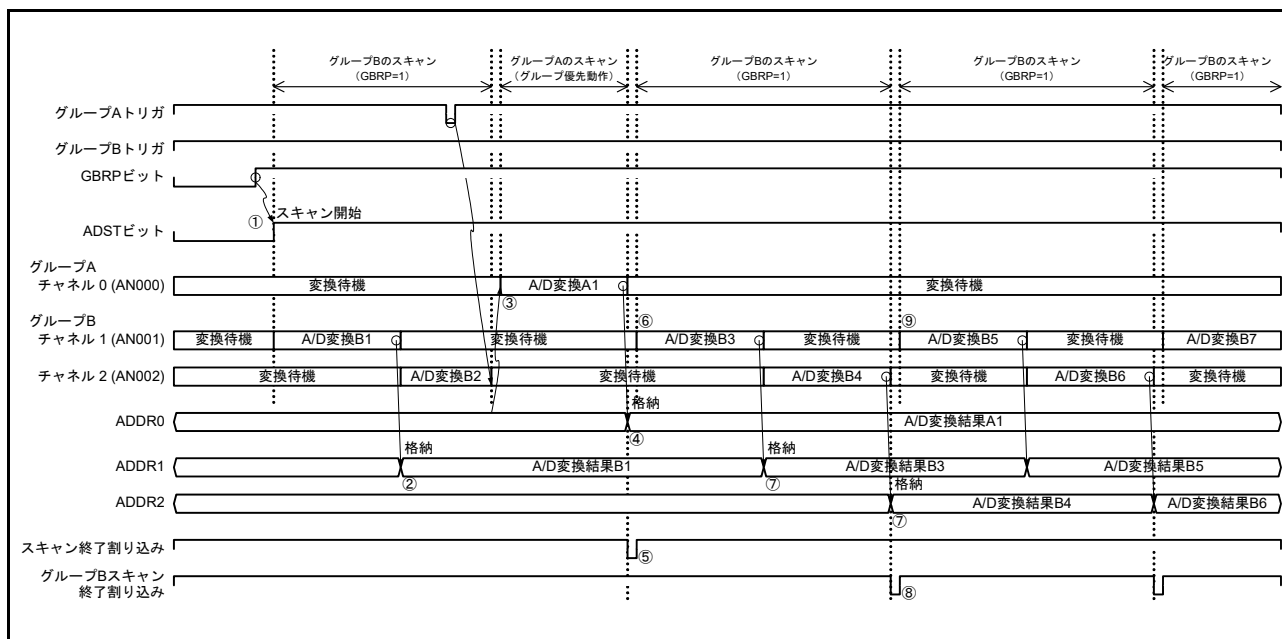 グループBのスキャン
(GBRP=1)
グループAのスキャン
(グループ優先動作)
グループBのスキャン
(GBRP=1)
グループBのスキャン
(GBRP=1)
グループBのスキャン
(GBRP=1)
グループAトリガ
グループBトリガ
GBRPビット
① スキャン開始
ADSTビット
グループA
チャネル 0 (AN000) 変換待機 A/D変換A1 変換待機
③
グループB
⑥ ⑨
チャネル 1 (AN001) 変換待機 A/D変換B1 変換待機 A/D変換B3 変換待機 A/D変換B5 変換待機 A/D変換B7
チャネル 2 (AN002) 変換待機 A/D変換B2 変換待機 A/D変換B4 変換待機 A/D変換B6 変換待機
格納
ADDR0 A/D変換結果A1
④
格納 格納
ADDR1 A/D変換結果B1 A/D変換結果B3 A/D変換結果B5
② ⑦ 格納
ADDR2 A/D変換結果B4 A/D変換結果B6
⑦
スキャン終了割り込み
⑤
グループBスキャン
終了割り込み
⑧